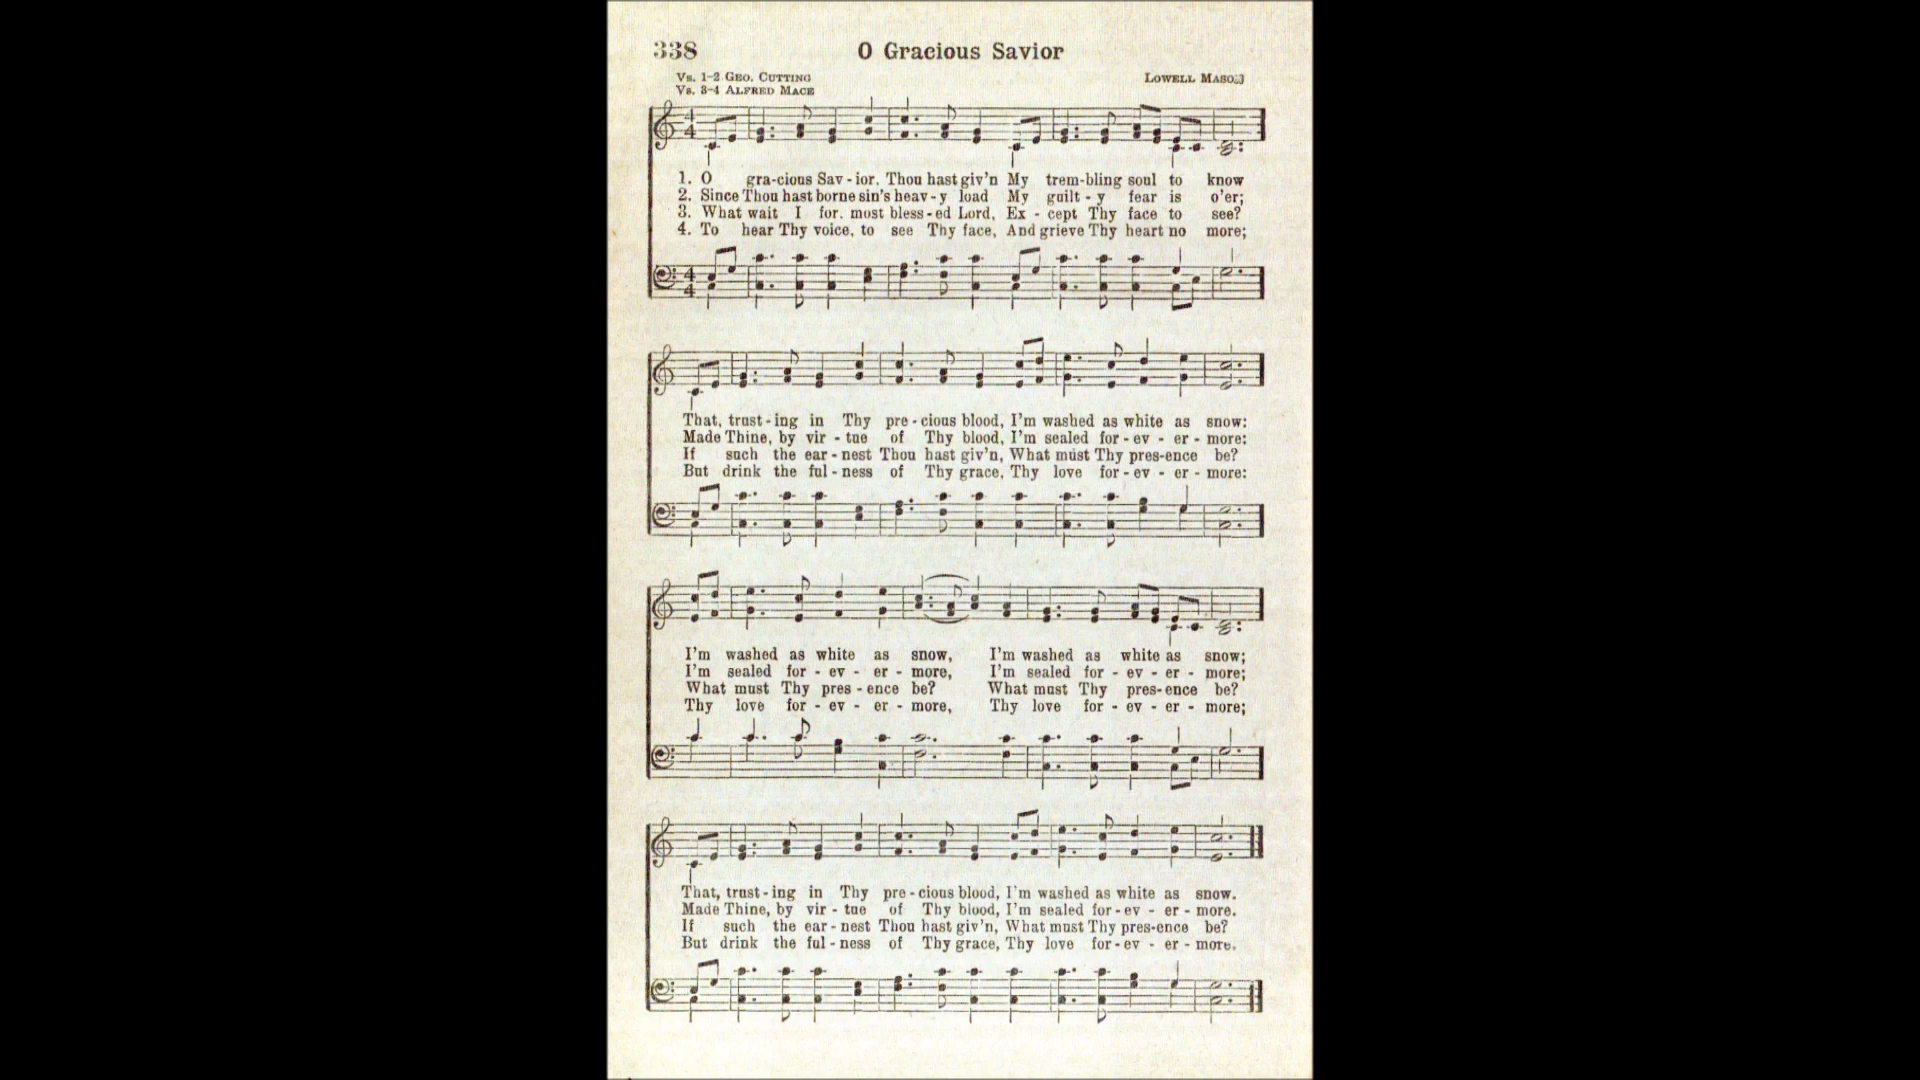 338 O Gracious Savior
Vs. 1-2 Geo. Cutting Lowell Mason
Vs. 3-4 Alfred Mace
4 4
1. O gra-cious Sav - ior, Thou hast giv'n My trem-bling soul to know
2. Since Thou hast borne sin's heav - y load My guilt - y fear is o'er;
3. What wait I for, most bless - ed Lord, Ex - cept Thy face to see?
4. To hear Thy voice, to see Thy face, And grieve Thy heart no more;
4 4
That, trust - ing in Thy pre - cious blood, I'm washed as white as snow:
Made Thine, by vir - tue of Thy blood, I'm sealed for - ev - er - more:
If such the ear - nest Thou hast giv'n, What must Thy pres-ence be?
But drink the ful - ness of Thy grace, Thy love for - ev - er - more:
I'm washed as white as snow, I'm washed as white as snow;
I'm sealed for - ev - er - more, I'm sealed for - ev - er - more;
What must Thy pres - ence be? What must Thy pres-ence be?
Thy love for - ev - er - more, Thy love for - ev - er - more;
That, trust - ing in Thy pre - cious blood, I'm washed as white as snow.
Made Thine, by vir - tue of Thy blood, I'm sealed for - ev - er - more.
If such the ear - nest Thou hast giv'n, What must Thy pres-ence be?
But drink the ful - ness of Thy grace, Thy love for - ev - er - more.